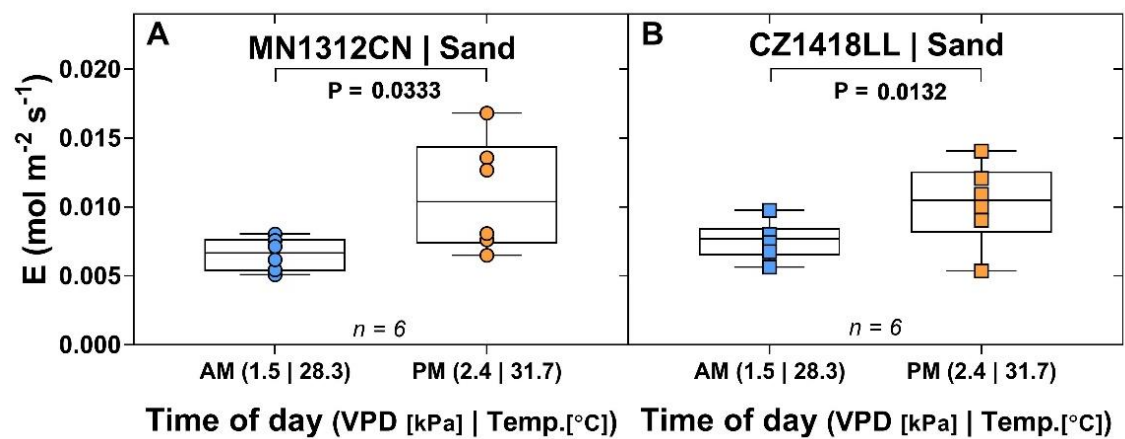 A
MN1312CN | Sand
P = 0.0333
B
CZ1418LL | Sand
P = 0.0132
E (mol m⁻² s⁻¹)
0.020
0.015
0.010
0.005
0.000
n = 6
n = 6
AM (1.5 | 28.3) PM (2.4 | 31.7) AM (1.5 | 28.3) PM (2.4 | 31.7)
Time of day (VPD [kPa] | Temp.[°C]) Time of day (VPD [kPa] | Temp.[°C])